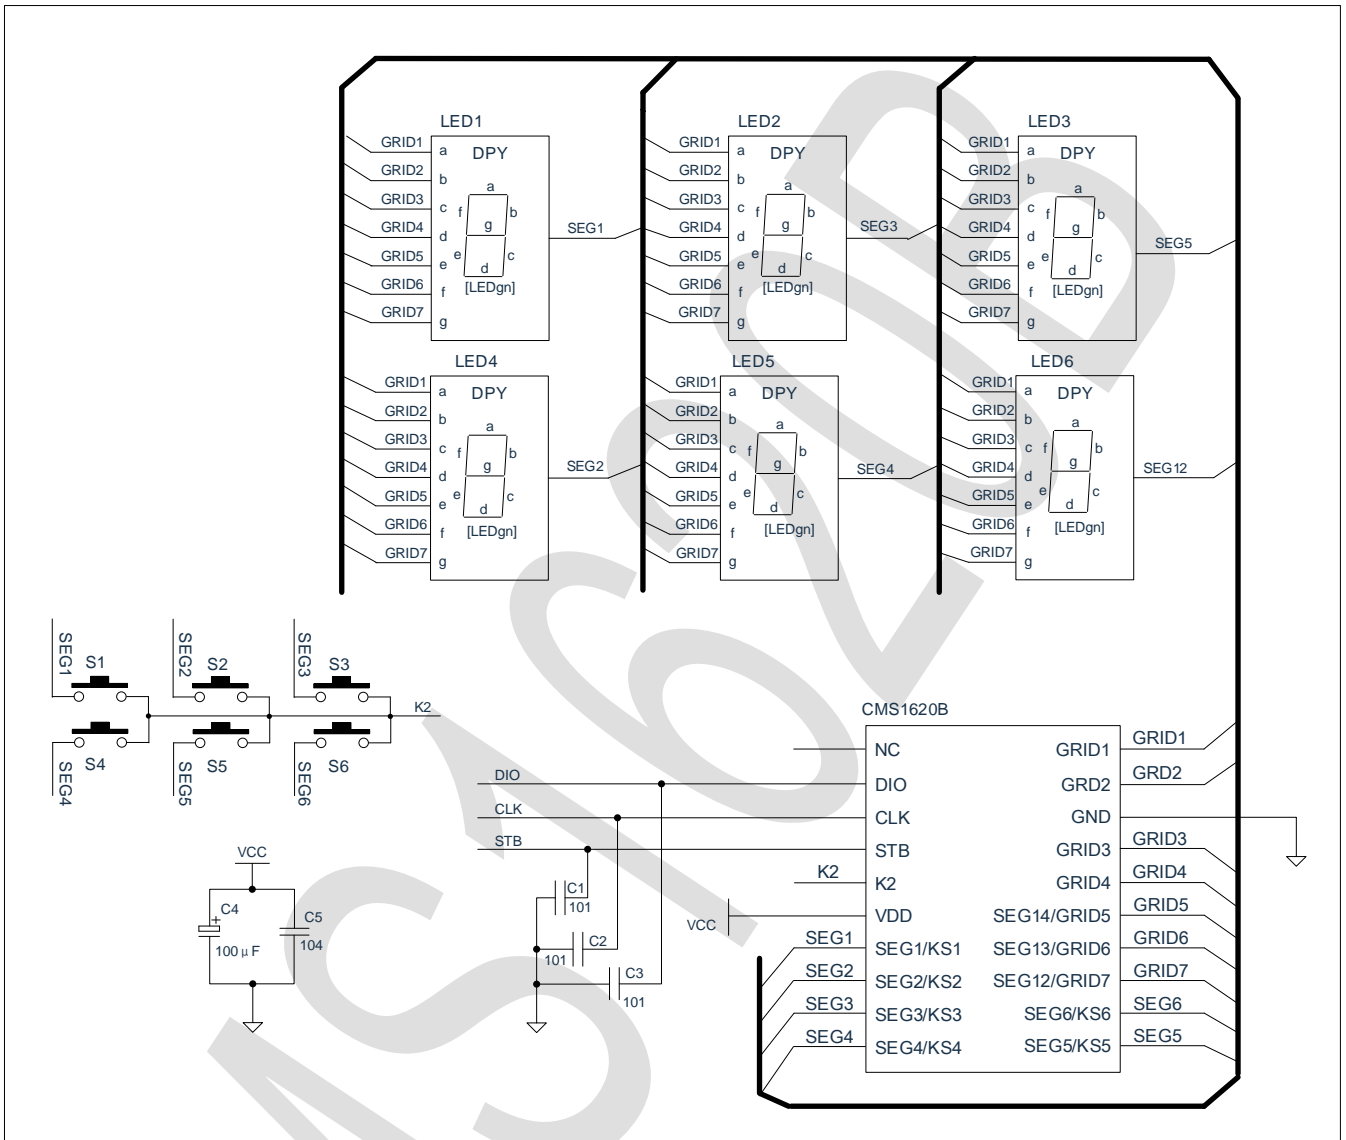 LED1
LED2
LED3
GRID1
GRID2
GRID3
GRID4
GRID5
GRID6
GRID7
a
b
c
d
e
f
g
DPY
a
f
b
g
e
c
d
[LEDgn]
SEG1
GRID1
GRID2
GRID3
GRID4
GRID5
GRID6
GRID7
a
b
c
d
e
f
g
DPY
a
f
b
g
e
c
d
[LEDgn]
SEG3
GRID1
GRID2
GRID3
GRID4
GRID5
GRID6
GRID7
a
b
c
d
e
f
g
DPY
a
f
b
g
e
c
d
[LEDgn]
SEG5
LED4
LED5
LED6
GRID1
GRID2
GRID3
GRID4
GRID5
GRID6
GRID7
a
b
c
d
e
f
g
DPY
a
f
b
g
e
c
d
[LEDgn]
SEG2
GRID1
GRID2
GRID3
GRID4
GRID5
GRID6
GRID7
a
b
c
d
e
f
g
DPY
a
f
b
g
e
c
d
[LEDgn]
SEG4
GRID1
GRID2
GRID3
GRID4
GRID5
GRID6
GRID7
a
b
c
d
e
f
g
DPY
a
f
b
g
e
c
d
[LEDgn]
SEG12
SEG1
S1
SEG2
S2
SEG3
S3
K2
SEG4
S4
SEG5
S5
SEG6
S6
VCC
C4
+
100μF
C5
104
DIO
CLK
STB
C1
101
C2
101
C3
101
K2
VCC
SEG1
SEG2
SEG3
SEG4
CMS1620B
NC
DIO
CLK
STB
K2
VDD
SEG1/KS1
SEG2/KS2
SEG3/KS3
SEG4/KS4
GRID1
GRD2
GND
GRID3
GRID4
SEG14/GRID5
SEG13/GRID6
SEG12/GRID7
SEG6/KS6
SEG5/KS5
GRID1
GRD2
GRID3
GRID4
GRID5
GRID6
GRID7
SEG6
SEG5
MS1620B